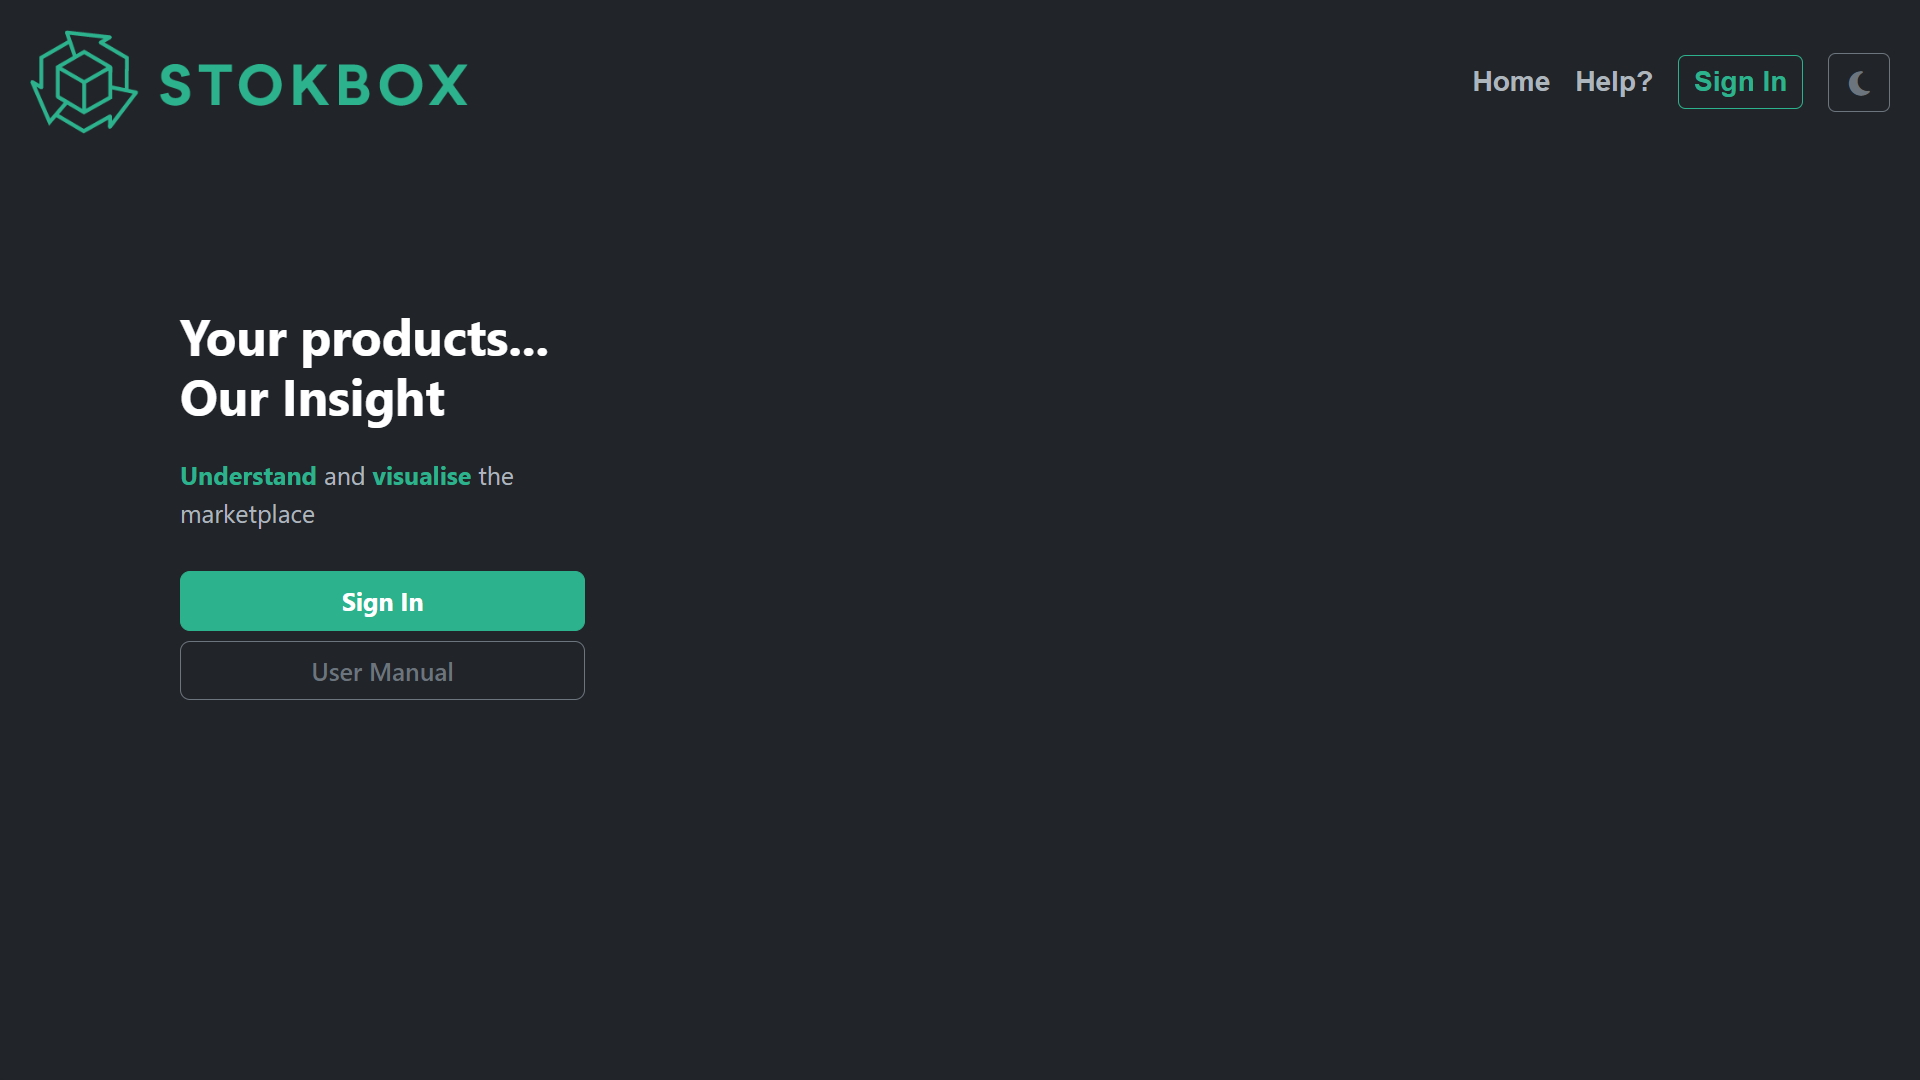 STOKBOX
Home
Help?
Sign In
Your products...
Our Insight
Understand and visualise the
marketplace
Sign In
User Manual